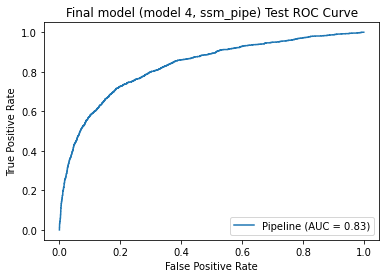 Final model (model 4, ssm_pipe) Test ROC Curve
True Positive Rate
1.0
0.8
0.6
0.4
0.2
0.0
Pipeline (AUC = 0.83)
0.0 0.2 0.4 0.6 0.8 1.0
False Positive Rate